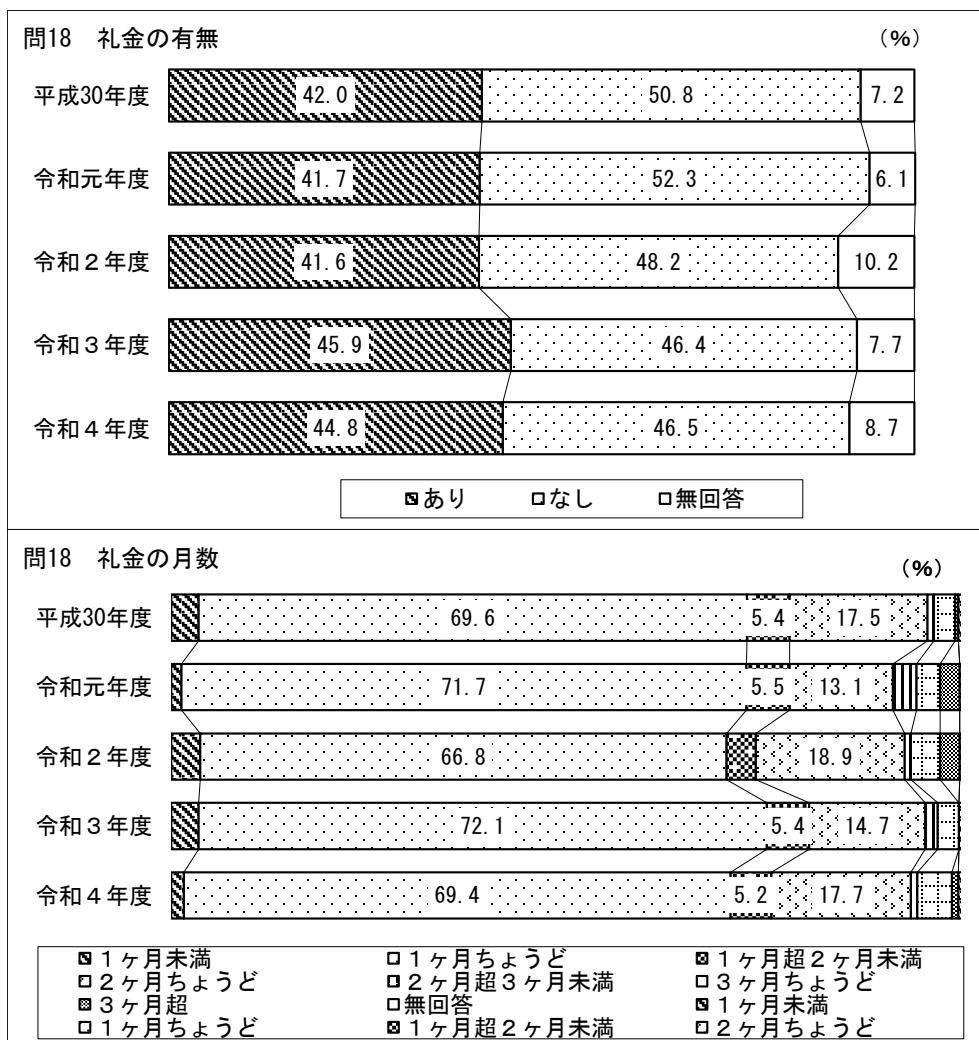 問18　礼金の有無 (%)
平成30年度 42.0 50.8 7.2
令和元年度 41.7 52.3 6.1
令和２年度 41.6 48.2 10.2
令和３年度 45.9 46.4 7.7
令和４年度 44.8 46.5 8.7
あり なし 無回答
問18　礼金の月数 (%)
平成30年度 69.6 5.4 17.5
令和元年度 71.7 5.5 13.1
令和２年度 66.8 18.9
令和３年度 72.1 5.4 14.7
令和４年度 69.4 5.2 17.7
１ヶ月未満 １ヶ月ちょうど １ヶ月超２ヶ月未満
２ヶ月ちょうど ２ヶ月超３ヶ月未満 ３ヶ月ちょうど
３ヶ月超 無回答 １ヶ月未満
１ヶ月ちょうど １ヶ月超２ヶ月未満 ２ヶ月ちょうど